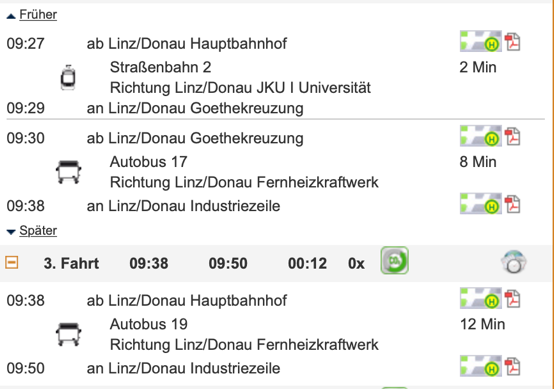 Früher
09:27 ab Linz/Donau Hauptbahnhof
Straßenbahn 2 2 Min
Richtung Linz/Donau JKU I Universität
09:29 an Linz/Donau Goethekreuzung
09:30 ab Linz/Donau Goethekreuzung
Autobus 17 8 Min
Richtung Linz/Donau Fernheizkraftwerk
09:38 an Linz/Donau Industriezeile
Später
3. Fahrt 09:38 09:50 00:12 0x
09:38 ab Linz/Donau Hauptbahnhof
Autobus 19 12 Min
Richtung Linz/Donau Fernheizkraftwerk
09:50 an Linz/Donau Industriezeile